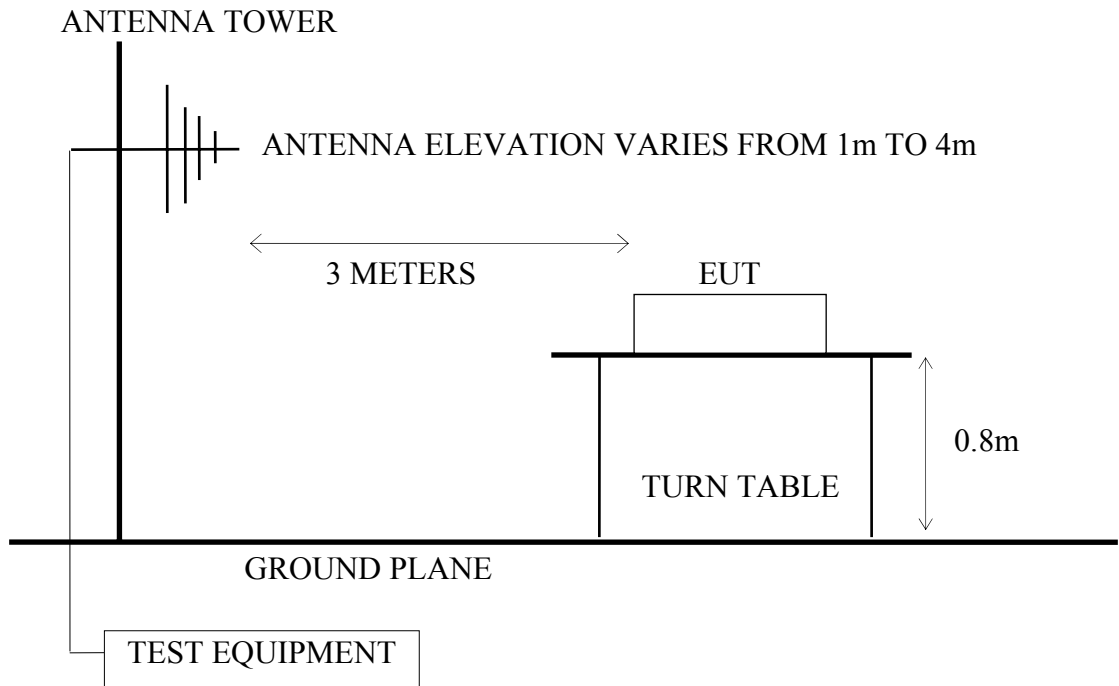 ANTENNA TOWER
ANTENNA ELEVATION VARIES FROM 1m TO 4m
3 METERS
EUT
0.8m
TURN TABLE
GROUND PLANE
TEST EQUIPMENT